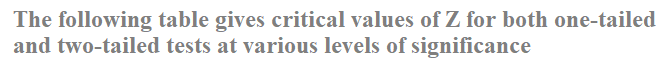 The following table gives critical values of Z for both one-tailed
and two-tailed tests at various levels of significance